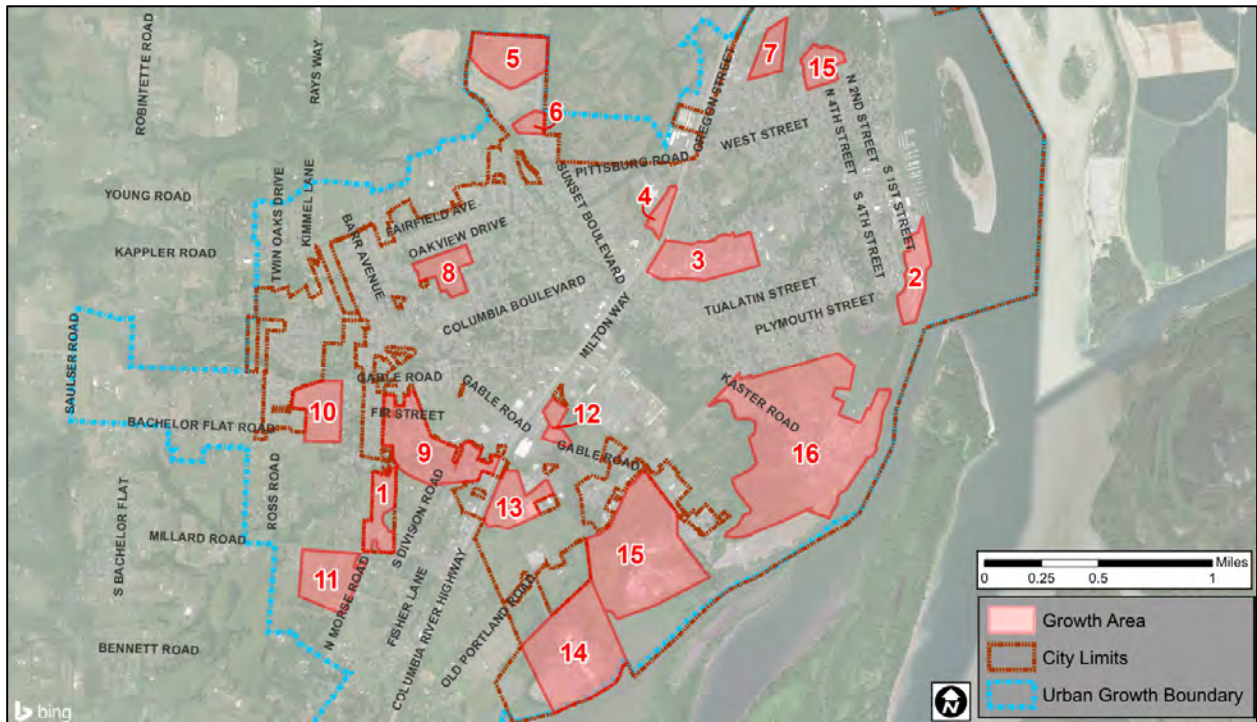 ROBINTETTE ROAD
RAYS WAY
5
7
15
6
OREGON STREET
N 2ND STREET
N 4TH STREET
WEST STREET
PITTSBURG ROAD
SUNSET BOULEVARD
YOUNG ROAD
TWIN OAKS DRIVE
KIMMEL LANE
BARR AVENUE
FAIRFIELD AVE
OAKVIEW DRIVE
4
S 1ST STREET
S 4TH STREET
KAPPLER ROAD
8
3
2
COLUMBIA BOULEVARD
MILTON WAY
TUALATIN STREET
PLYMOUTH STREET
SAULSER ROAD
GABLE ROAD
GABLE ROAD
KASTER ROAD
10
FIR STREET
12
BACHELOR FLAT ROAD
9
GABLE ROAD
16
S BACHELOR FLAT
ROSS ROAD
1
S DIVISION ROAD
13
MILLARD ROAD
15
11
N MORSE ROAD
FISHER LANE
COLUMBIA RIVER HIGHWAY
OLD PORTLAND ROAD
14
BENNETT ROAD
Miles
0 0.25 0.5 1
Growth Area
City Limits
Urban Growth Boundary
N
bing